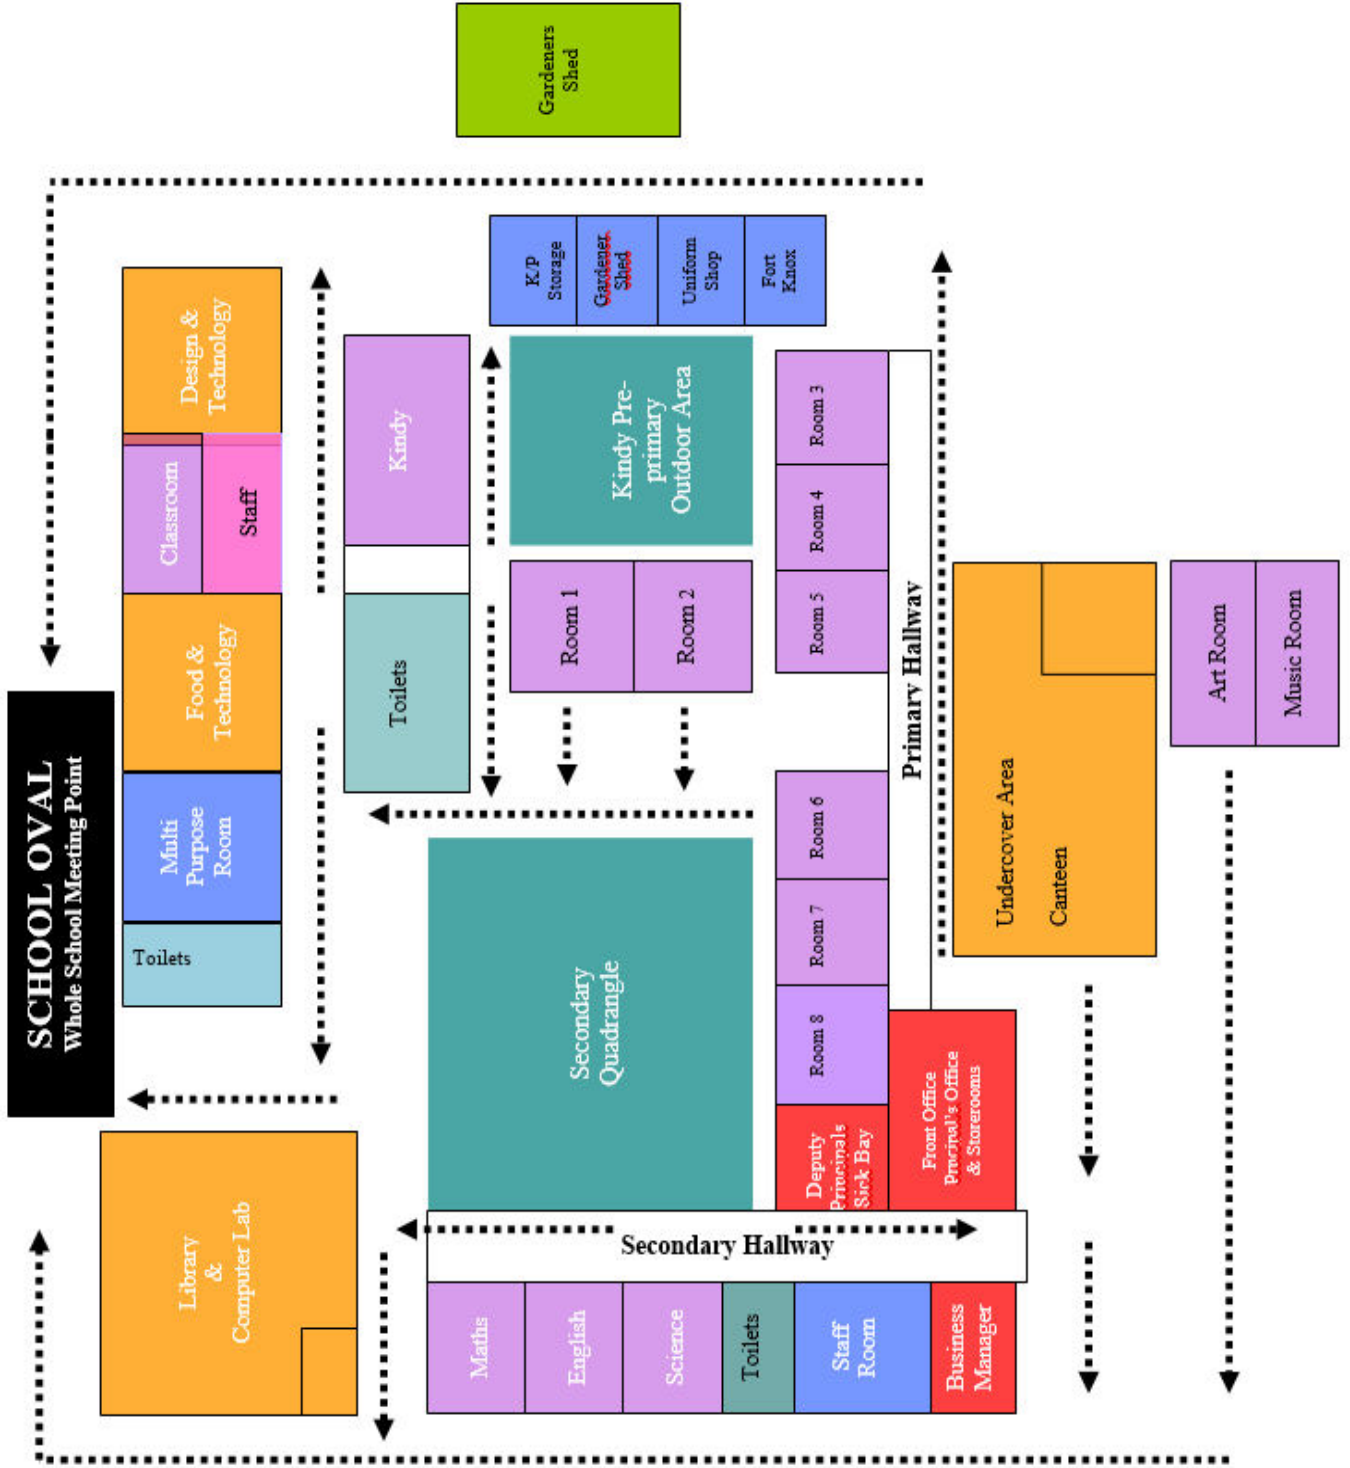 Gardeners
Shed
K/P
Storage
Gardener
Shed
Uniform
Shop
Fort
Knox
Design &
Technology
Classroom
Staff
Food &
Technology
Multi
Purpose
Room
Toilets
SCHOOL OVAL
Whole School Meeting Point
Kindy
Toilets
Kindy Pre-
primary
Outdoor Area
Room 1
Room 2
Room 3
Room 4
Room 5
Primary Hallway
Room 6
Room 7
Room 8
Undercover Area
Canteen
Art Room
Music Room
Secondary
Quadrangle
Deputy
Principals
Sick Bay
Front Office
Principal's Office
& Storerooms
Secondary Hallway
Library
&
Computer Lab
Maths
English
Science
Toilets
Staff
Room
Business
Manager